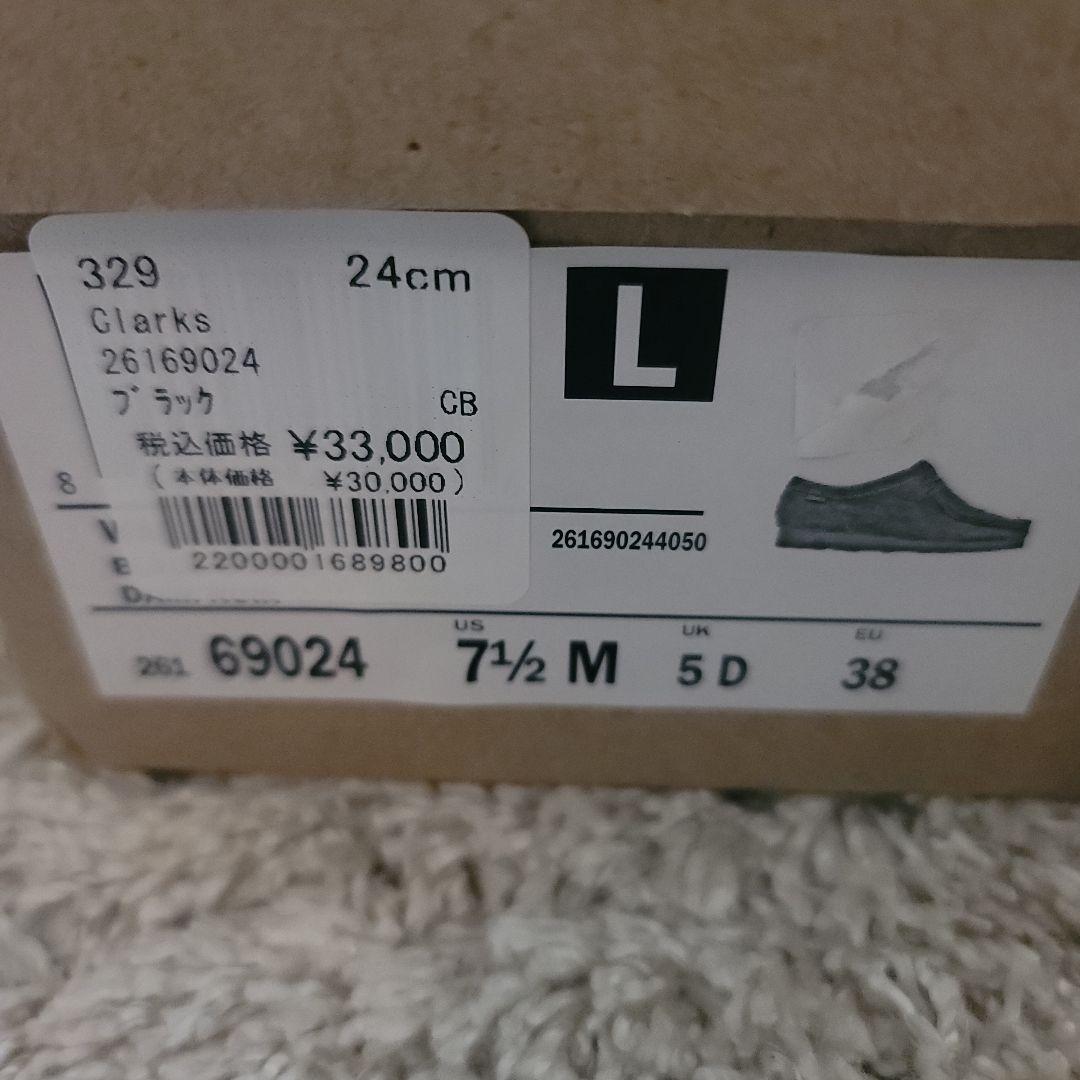 329 24cm
Clarks
26169024
ブラック CB
税込価格 ¥33,000
(本体価格 ¥30,000)
2200001689800
L
8
261690244050
US UK EU
261 69024 7½ M 5 D 38